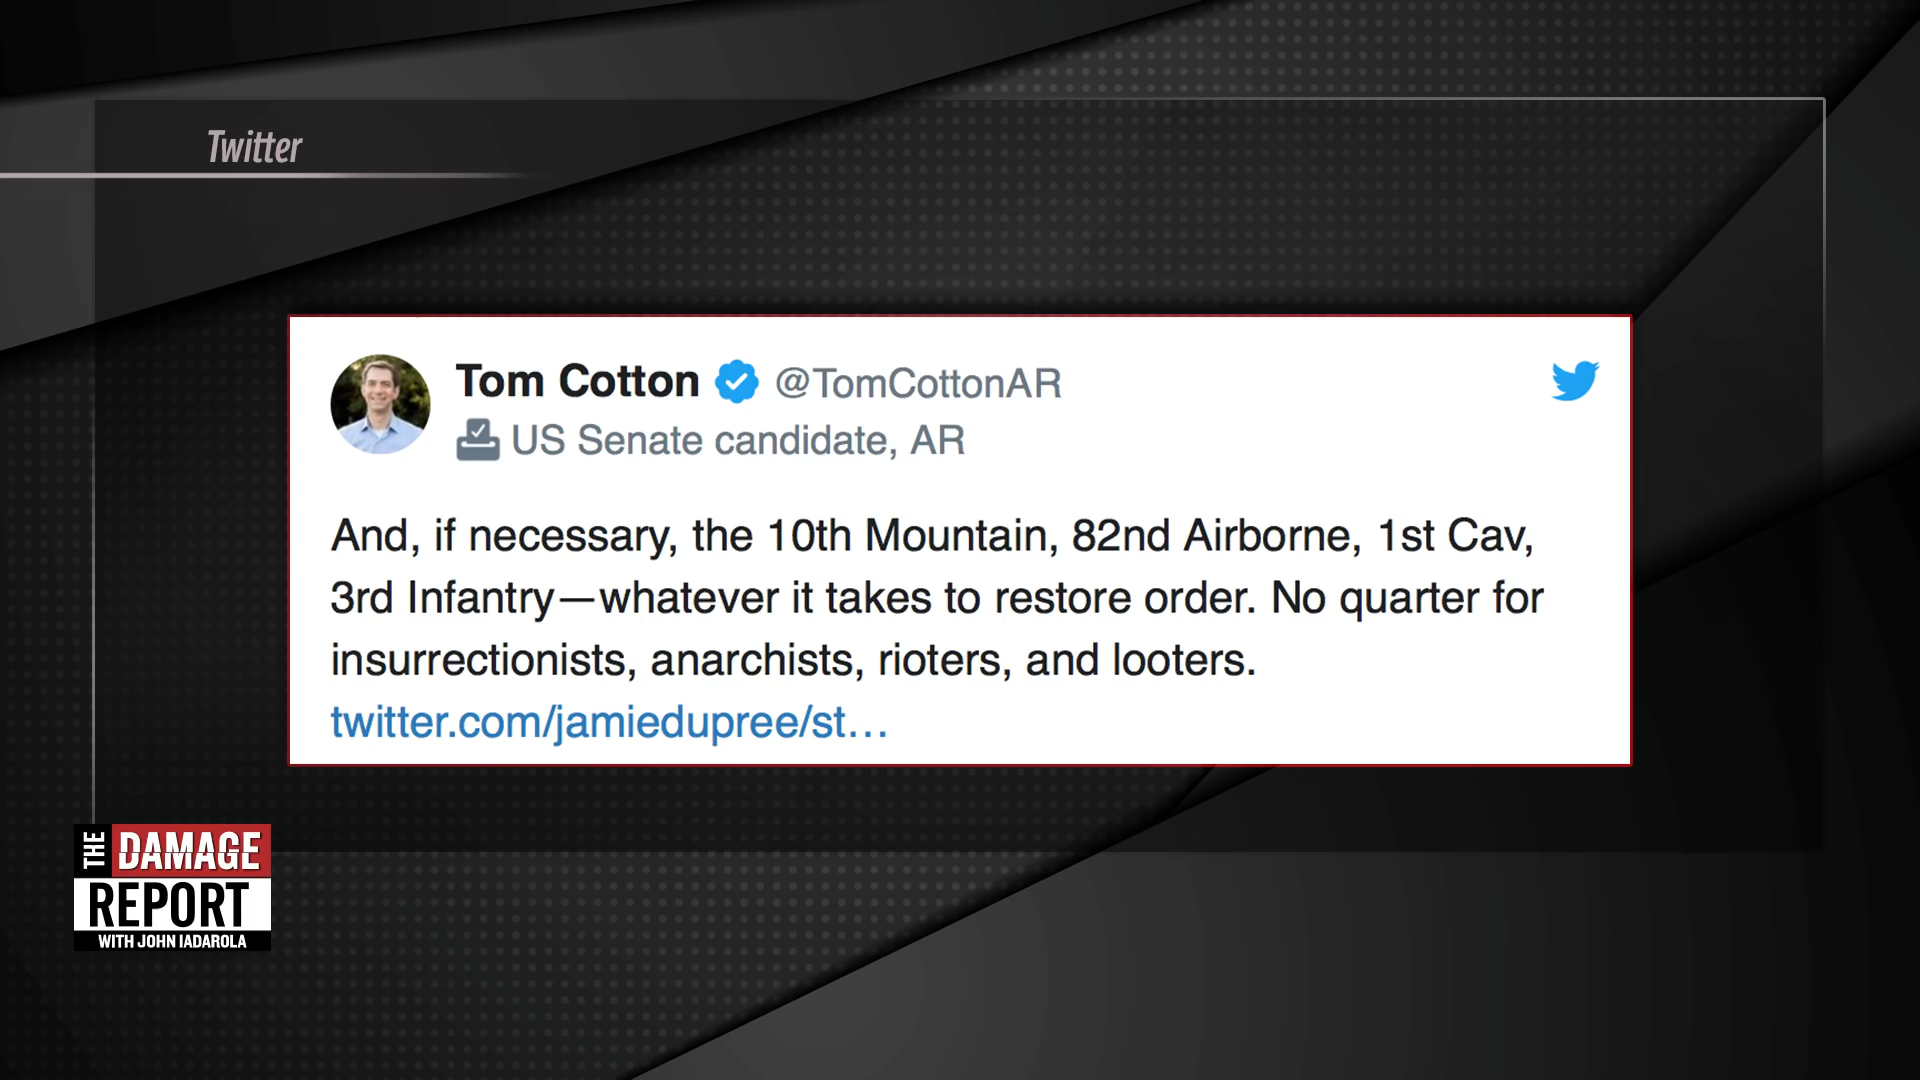 Twitter
Tom Cotton @TomCottonAR
US Senate candidate, AR
And, if necessary, the 10th Mountain, 82nd Airborne, 1st Cav,
3rd Infantry—whatever it takes to restore order. No quarter for
insurrectionists, anarchists, rioters, and looters.
twitter.com/jamiedupree/st…
THE DAMAGE
REPORT
WITH JOHN IADAROLA